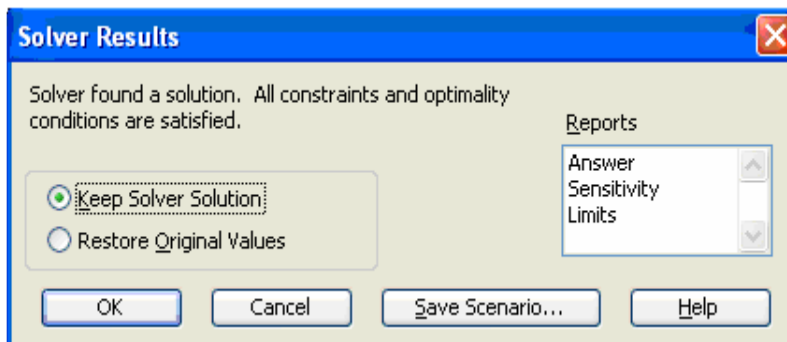 Solver Results
Solver found a solution. All constraints and optimality
conditions are satisfied.
Reports
Answer
Sensitivity
Limits
Keep Solver Solution
Restore Original Values
OK
Cancel
Save Scenario...
Help